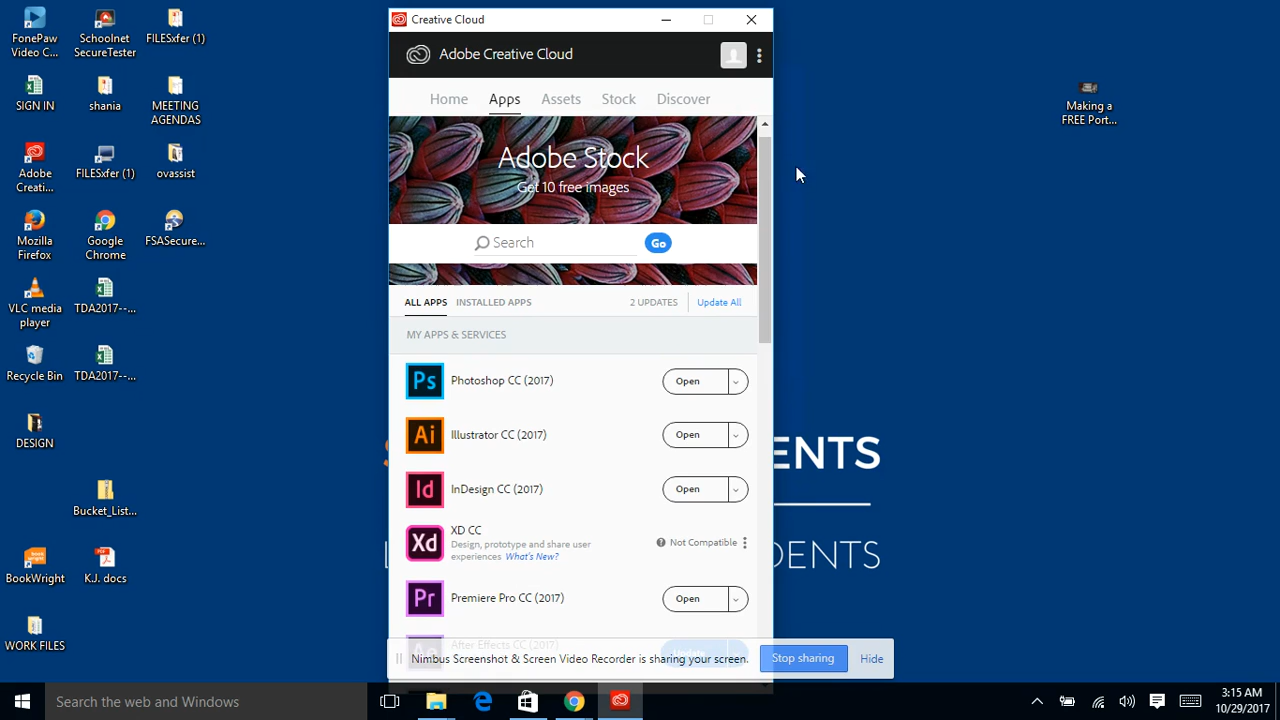 FonePaw
Video C...
Schoolnet
SecureTester
FILESxfer (1)
SIGN IN
shania
MEETING
AGENDAS
Adobe
Creati...
FILESxfer (1)
ovassist
Mozilla
Firefox
Google
Chrome
FSASecure...
VLC media
player
TDA2017--...
Recycle Bin
TDA2017--...
DESIGN
Bucket_List...
BookWright
K.J. docs
WORK FILES
Making a
FREE Port...
Creative Cloud
Adobe Creative Cloud
Home Apps Assets Stock Discover
Adobe Stock
Get 10 free images
Search Go
ALL APPS INSTALLED APPS 2 UPDATES Update All
MY APPS & SERVICES
Ps Photoshop CC (2017) Open
Ai Illustrator CC (2017) Open
Id InDesign CC (2017) Open
Xd XD CC
Design, prototype and share user
experiences What's New?
Not Compatible
Pr Premiere Pro CC (2017) Open
After Effects CC (2017)
Nimbus Screenshot & Screen Video Recorder is sharing your screen. Stop sharing Hide
ENTS
DENTS
Search the web and Windows
3:15 AM
10/29/2017